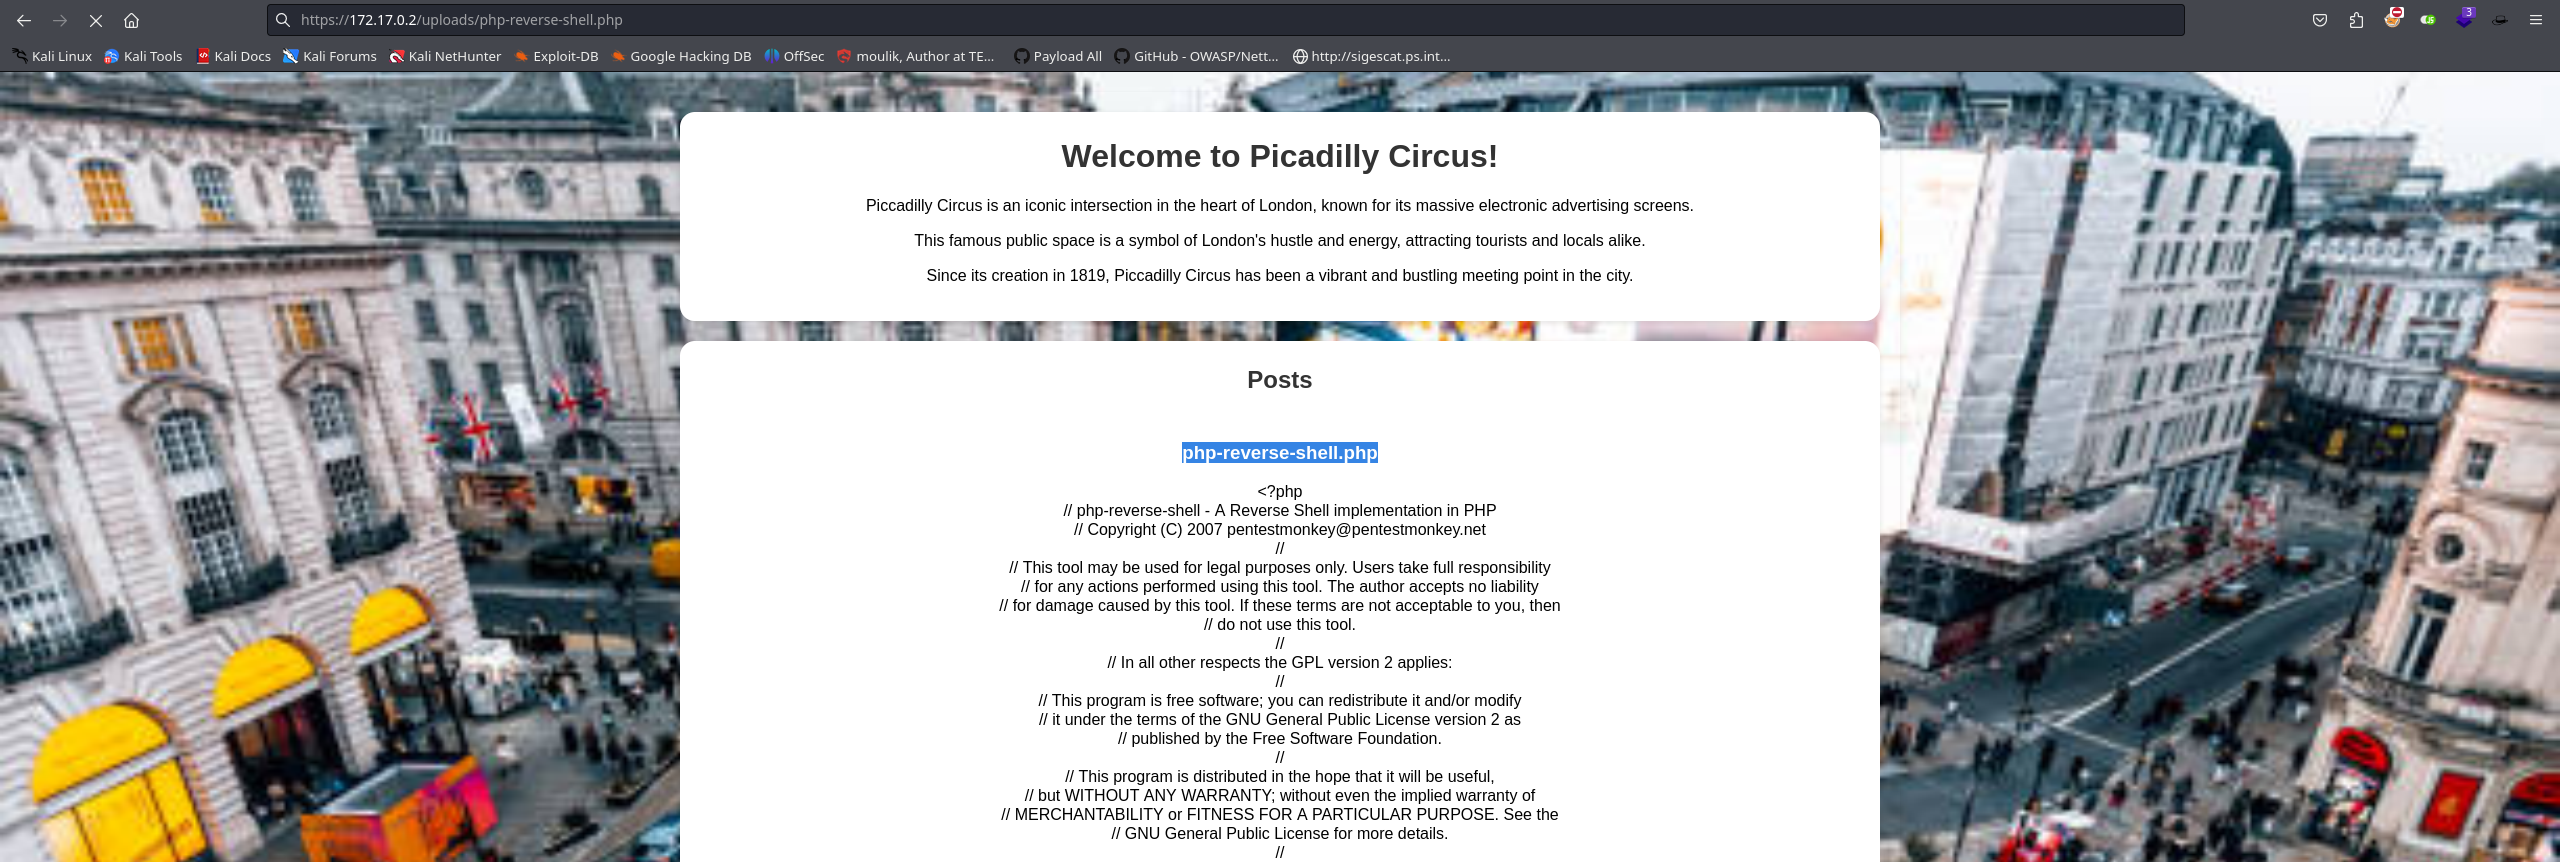 https://172.17.0.2/uploads/php-reverse-shell.php
3
Kali Linux Kali Tools Kali Docs Kali Forums Kali NetHunter Exploit-DB Google Hacking DB OffSec moulik, Author at TE... Payload All GitHub - OWASP/Nett... http://sigescat.ps.int...
Welcome to Picadilly Circus!
Piccadilly Circus is an iconic intersection in the heart of London, known for its massive electronic advertising screens.
This famous public space is a symbol of London's hustle and energy, attracting tourists and locals alike.
Since its creation in 1819, Piccadilly Circus has been a vibrant and bustling meeting point in the city.
Posts
php-reverse-shell.php
<?php
// php-reverse-shell - A Reverse Shell implementation in PHP
// Copyright (C) 2007 pentestmonkey@pentestmonkey.net
//
// This tool may be used for legal purposes only. Users take full responsibility
// for any actions performed using this tool. The author accepts no liability
// for damage caused by this tool. If these terms are not acceptable to you, then
// do not use this tool.
//
// In all other respects the GPL version 2 applies:
//
// This program is free software; you can redistribute it and/or modify
// it under the terms of the GNU General Public License version 2 as
// published by the Free Software Foundation.
//
// This program is distributed in the hope that it will be useful,
// but WITHOUT ANY WARRANTY; without even the implied warranty of
// MERCHANTABILITY or FITNESS FOR A PARTICULAR PURPOSE. See the
// GNU General Public License for more details.
//